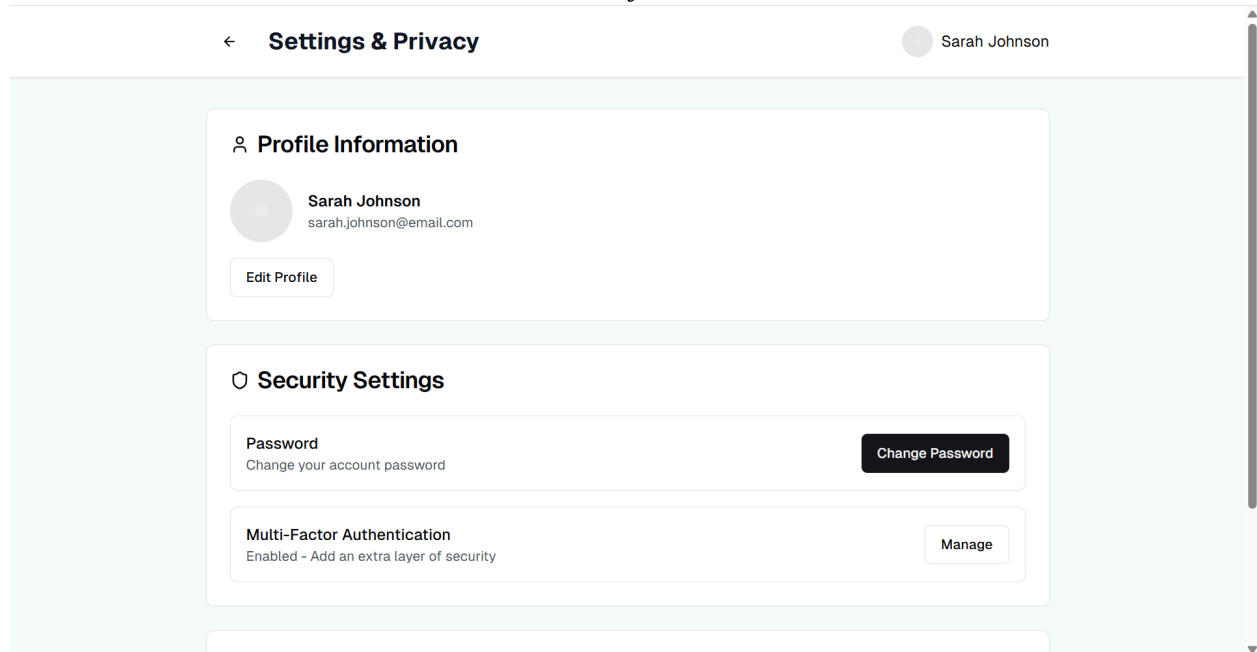 Settings & Privacy
Sarah Johnson
Profile Information
Sarah Johnson
sarah.johnson@email.com
Edit Profile
Security Settings
Password
Change your account password
Change Password
Multi-Factor Authentication
Enabled - Add an extra layer of security
Manage